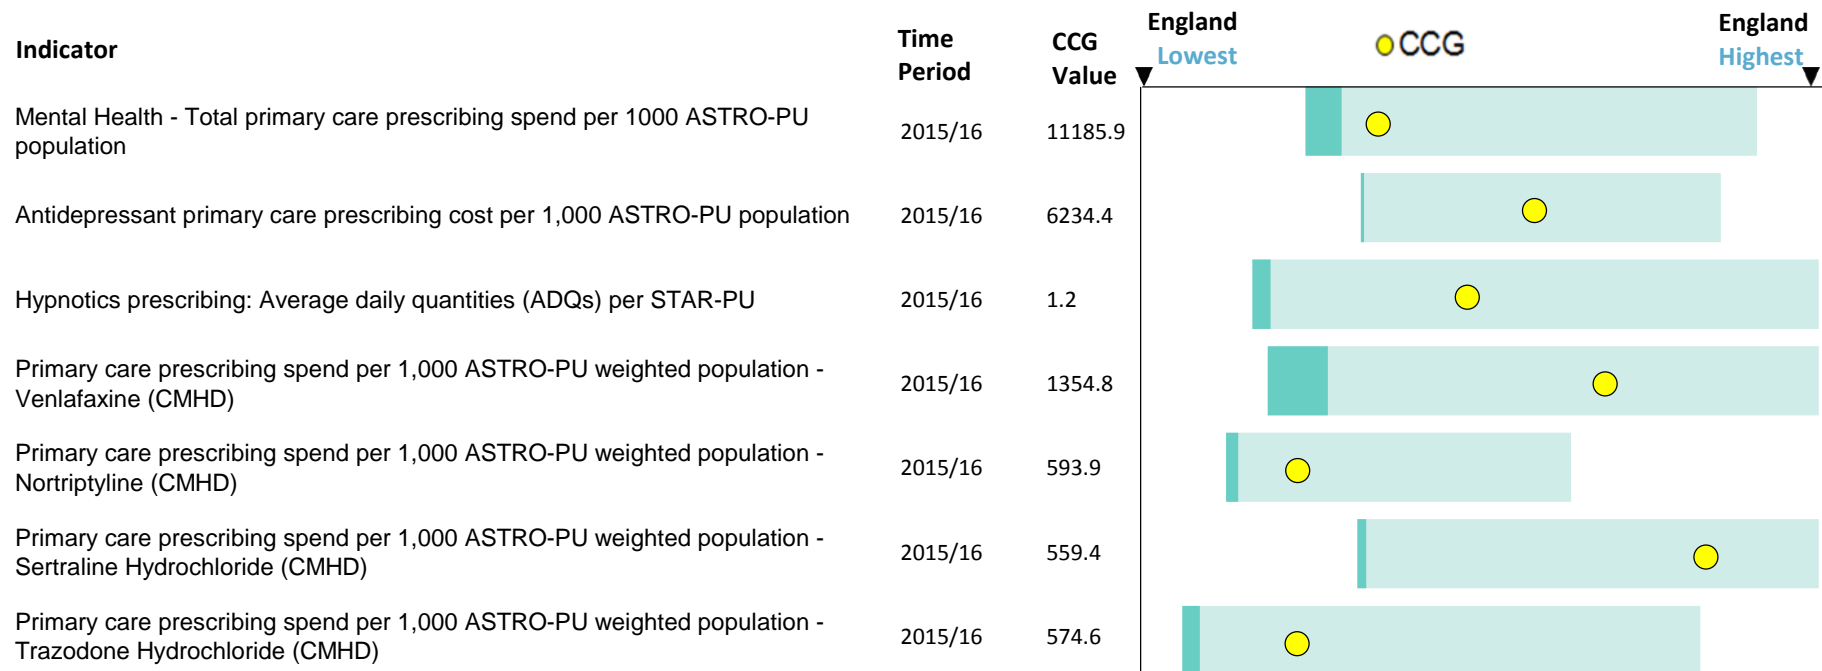 Indicator
Time
Period
CCG
Value
England
Lowest
CCG
England
Highest
Mental Health - Total primary care prescribing spend per 1000 ASTRO-PU
population
2015/16
11185.9
Antidepressant primary care prescribing cost per 1,000 ASTRO-PU population
2015/16
6234.4
Hypnotics prescribing: Average daily quantities (ADQs) per STAR-PU
2015/16
1.2
Primary care prescribing spend per 1,000 ASTRO-PU weighted population -
Venlafaxine (CMHD)
2015/16
1354.8
Primary care prescribing spend per 1,000 ASTRO-PU weighted population -
Nortriptyline (CMHD)
2015/16
593.9
Primary care prescribing spend per 1,000 ASTRO-PU weighted population -
Sertraline Hydrochloride (CMHD)
2015/16
559.4
Primary care prescribing spend per 1,000 ASTRO-PU weighted population -
Trazodone Hydrochloride (CMHD)
2015/16
574.6